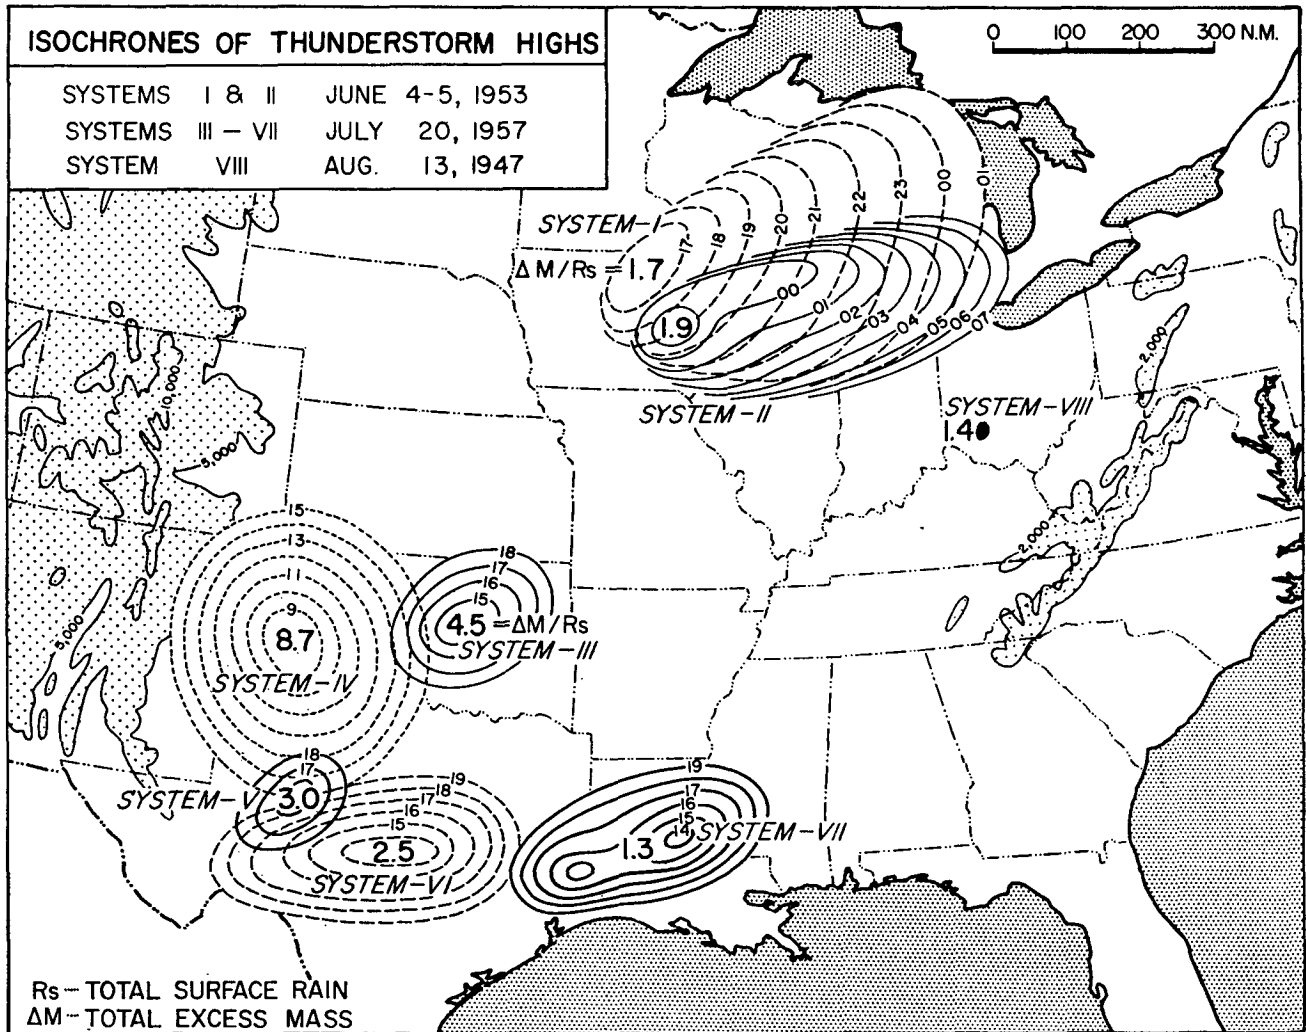 ISOCHRONES OF THUNDERSTORM HIGHS
SYSTEMS I & II JUNE 4-5, 1953
SYSTEMS III – VII JULY 20, 1957
SYSTEM VIII AUG. 13, 1947
0 100 200 300 N.M.
SYSTEM-I
ΔM/Rs = 1.7
17 18 19 20 21 22 23 00 01
1.9
00 01 02 03 04 05 06 07
SYSTEM-II
SYSTEM-VIII
1.4
2,000
2,000
10,000
5,000
5,000
15
13
11
9
8.7
SYSTEM-IV
18
17
16
15
4.5 = ΔM/Rs
SYSTEM-III
18
17
SYSTEM-V
3.0
19
18
17
16
15
2.5
SYSTEM-VI
19
17
16
15
14
SYSTEM-VII
1.3
Rs – TOTAL SURFACE RAIN
ΔM – TOTAL EXCESS MASS